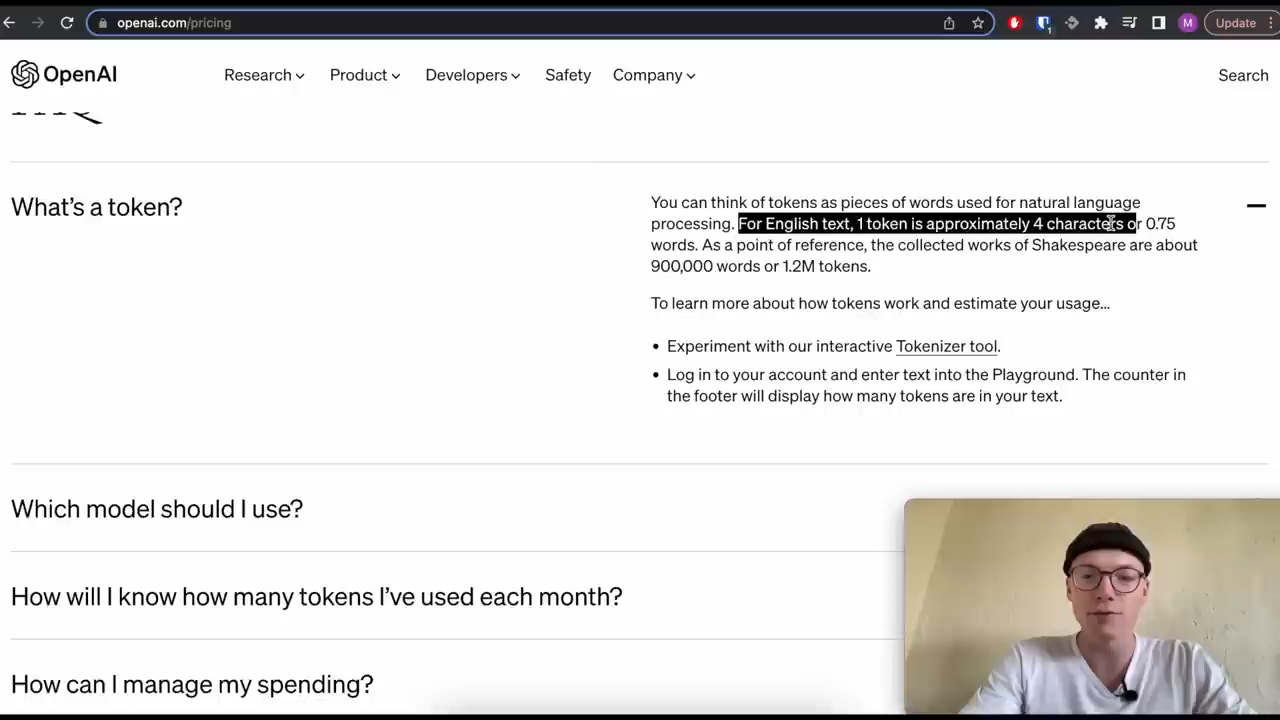 openai.com/pricing
1
M
Update
OpenAI
Research
Product
Developers
Safety
Company
Search
What's a token?
You can think of tokens as pieces of words used for natural language
processing. For English text, 1 token is approximately 4 characters or 0.75
words. As a point of reference, the collected works of Shakespeare are about
900,000 words or 1.2M tokens.
To learn more about how tokens work and estimate your usage…
• Experiment with our interactive Tokenizer tool.
• Log in to your account and enter text into the Playground. The counter in
the footer will display how many tokens are in your text.
Which model should I use?
How will I know how many tokens I've used each month?
How can I manage my spending?